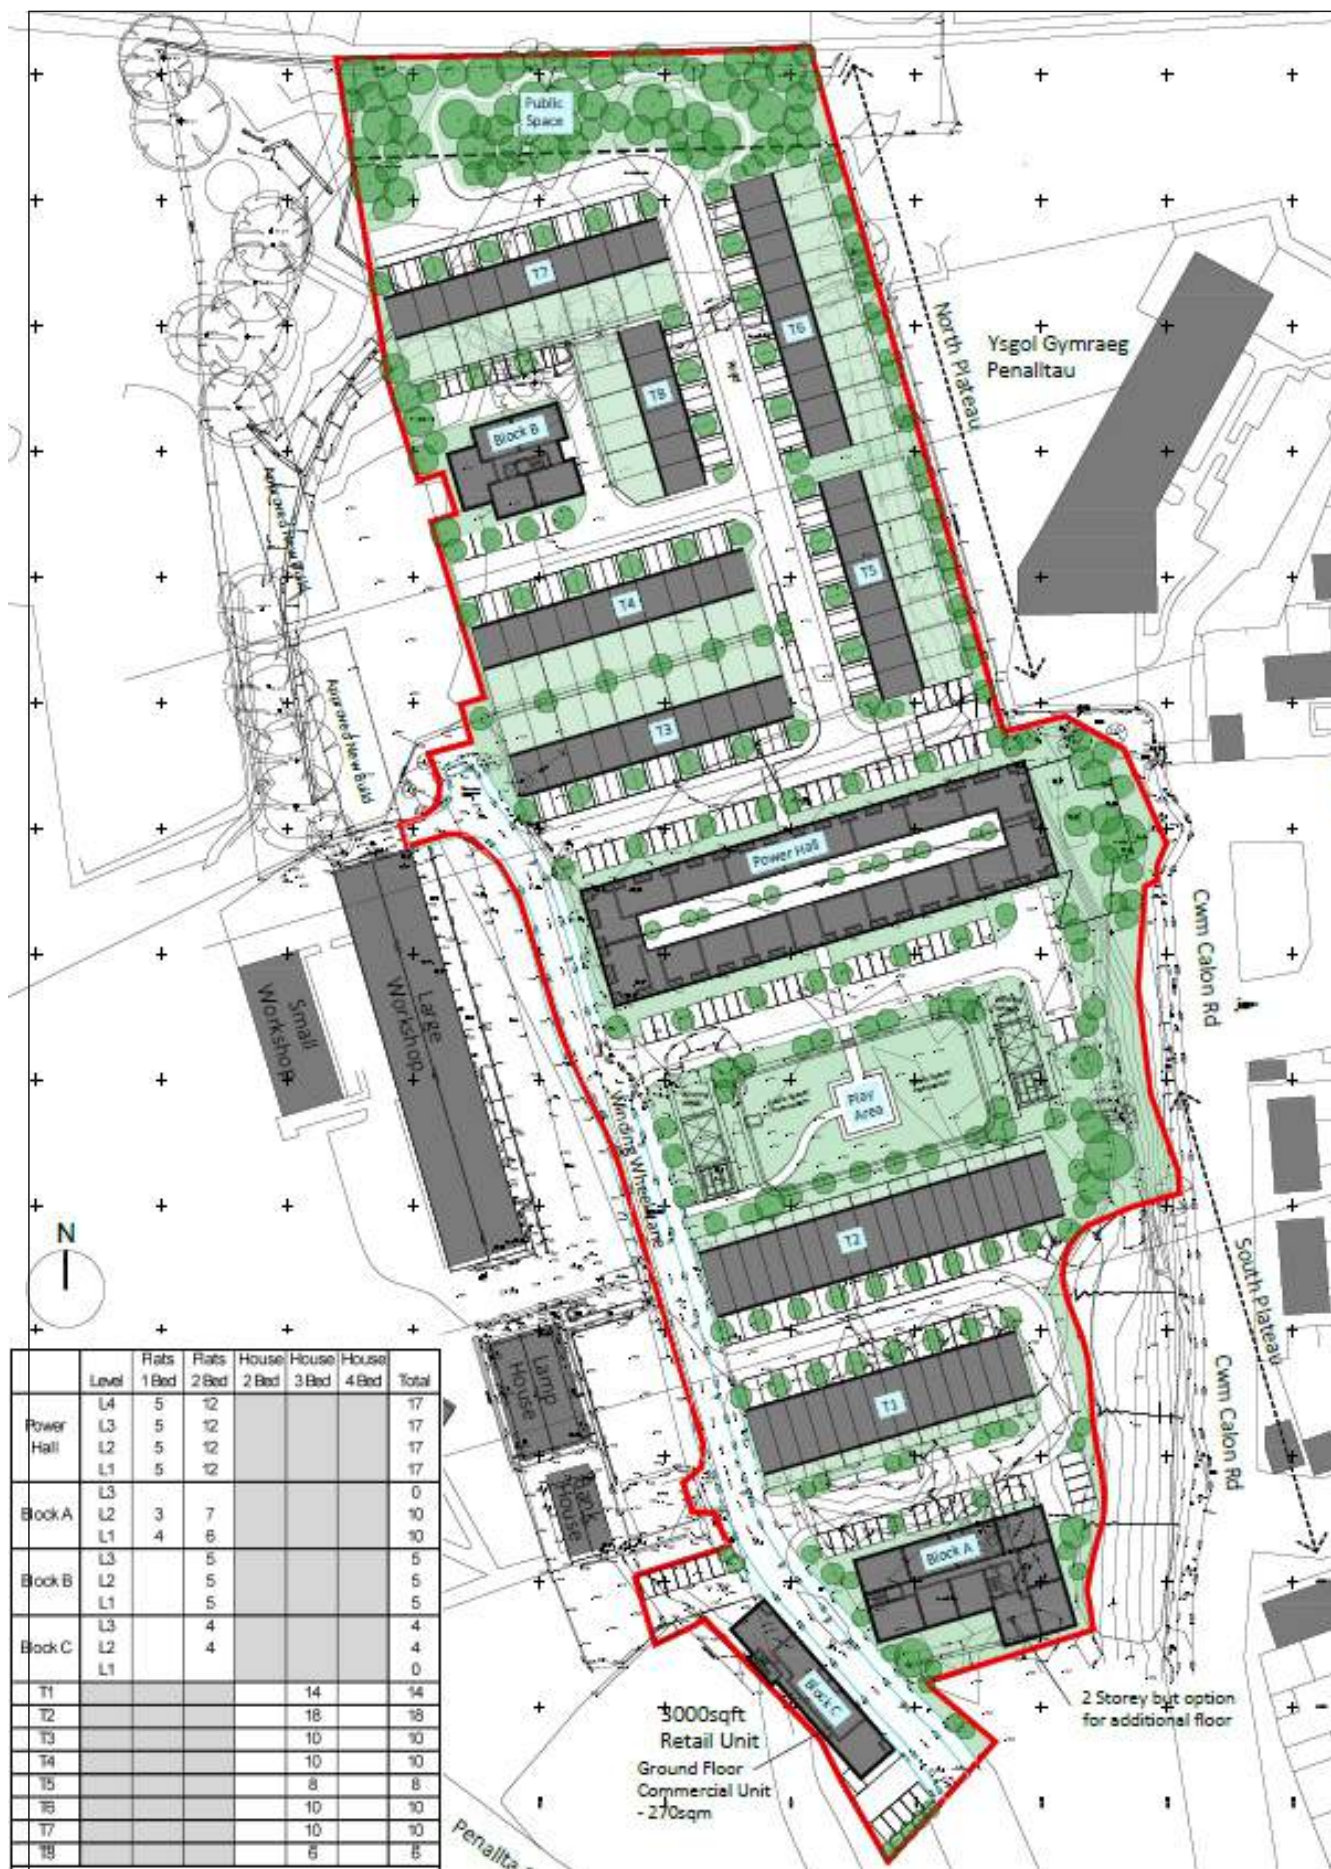 Public
Space
T7
T6
North Plateau
Ysgol Gymraeg
Penalltau
T8
Block B
T5
T4
Approved New Build
T3
Approved New Build
Power Hall
Cwm Calon Rd
Small
Workshop
Large
Workshop
Play
Area
Winding Wheel Lane
T2
South Plateau
N
Lamp
House
T1
Cwm Calon Rd
House
Block A
2 Storey but option
for additional floor
Block C
3000sqft
Retail Unit
Ground Floor
Commercial Unit
- 270sqm
Penallta
Flats Flats House House House
Level 1 Bed 2 Bed 2 Bed 3 Bed 4 Bed Total
Power Hall
L4 5 12 17
L3 5 12 17
L2 5 12 17
L1 5 12 17
Block A
L3 0
L2 3 7 10
L1 4 6 10
Block B
L3 5 5
L2 5 5
L1 5 5
Block C
L3 4 4
L2 4 4
L1 0
T1 14 14
T2 18 18
T3 10 10
T4 10 10
T5 8 8
T6 10 10
T7 10 10
T8 6 6